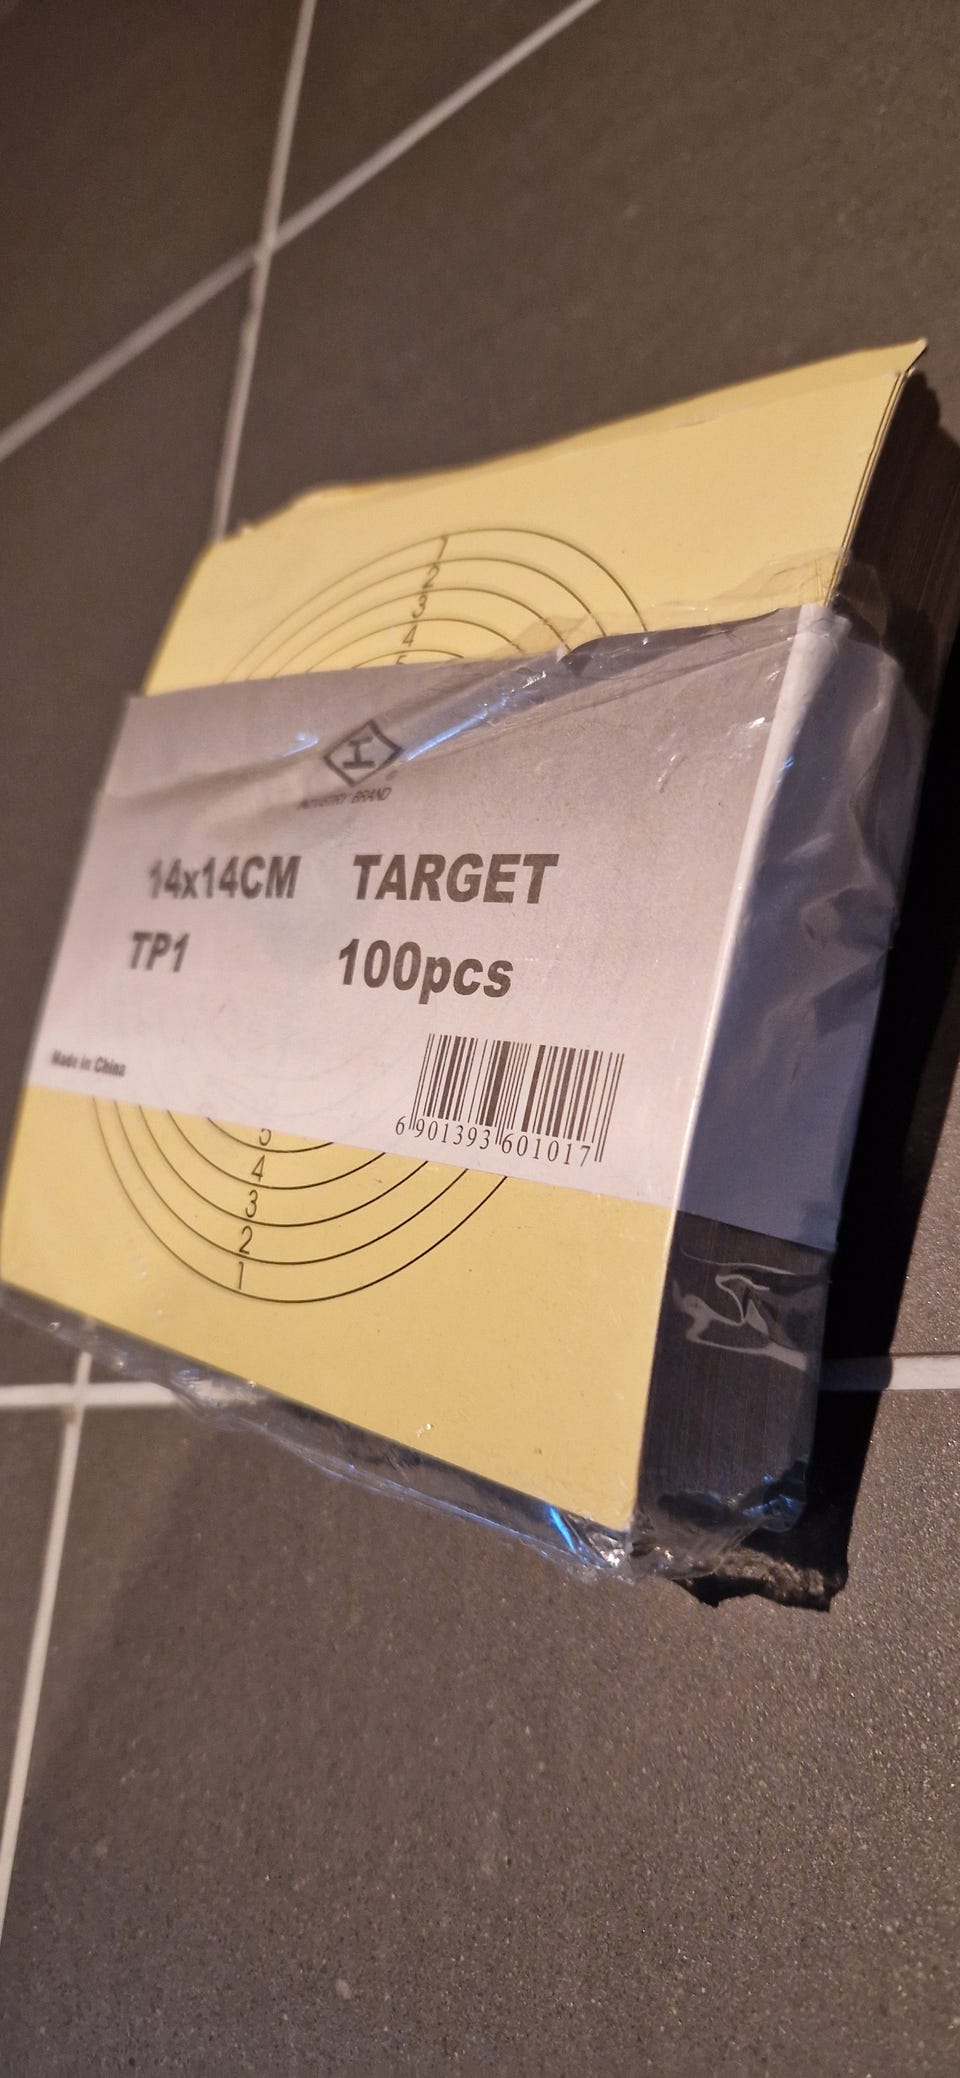 1
2
3
4
5
INDUSTRY BRAND
14x14CM TARGET
TP1 100pcs
Made in China
6 901393 601017
5
4
3
2
1